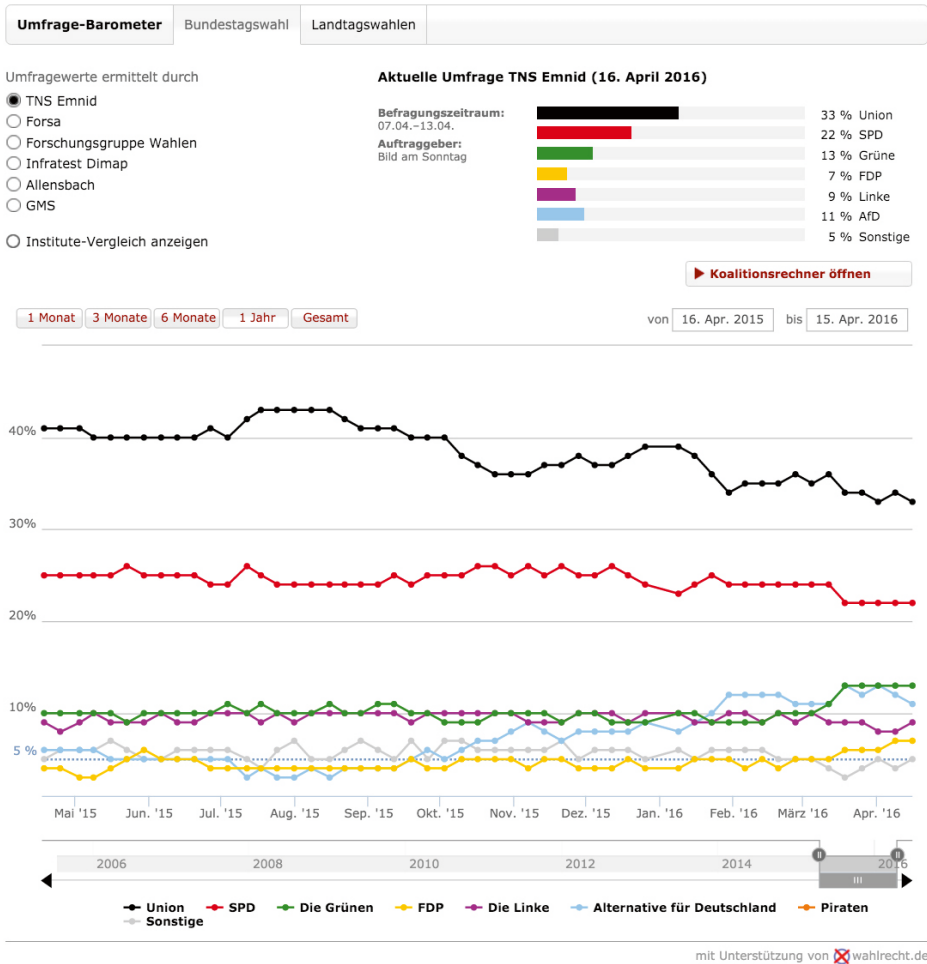 Umfrage-Barometer Bundestagswahl Landtagswahlen
Umfragewerte ermittelt durch
TNS Emnid
Forsa
Forschungsgruppe Wahlen
Infratest Dimap
Allensbach
GMS
Institute-Vergleich anzeigen
Aktuelle Umfrage TNS Emnid (16. April 2016)
Befragungszeitraum:
07.04.–13.04.
Auftraggeber:
Bild am Sonntag
33 % Union
22 % SPD
13 % Grüne
7 % FDP
9 % Linke
11 % AfD
5 % Sonstige
Koalitionsrechner öffnen
1 Monat 3 Monate 6 Monate 1 Jahr Gesamt
von 16. Apr. 2015 bis 15. Apr. 2016
40%
30%
20%
10%
5 %
Mai '15 Jun. '15 Jul. '15 Aug. '15 Sep. '15 Okt. '15 Nov. '15 Dez. '15 Jan. '16 Feb. '16 März '16 Apr. '16
2006 2008 2010 2012 2014 2016
Union SPD Die Grünen FDP Die Linke Alternative für Deutschland Piraten
Sonstige
mit Unterstützung von wahlrecht.de